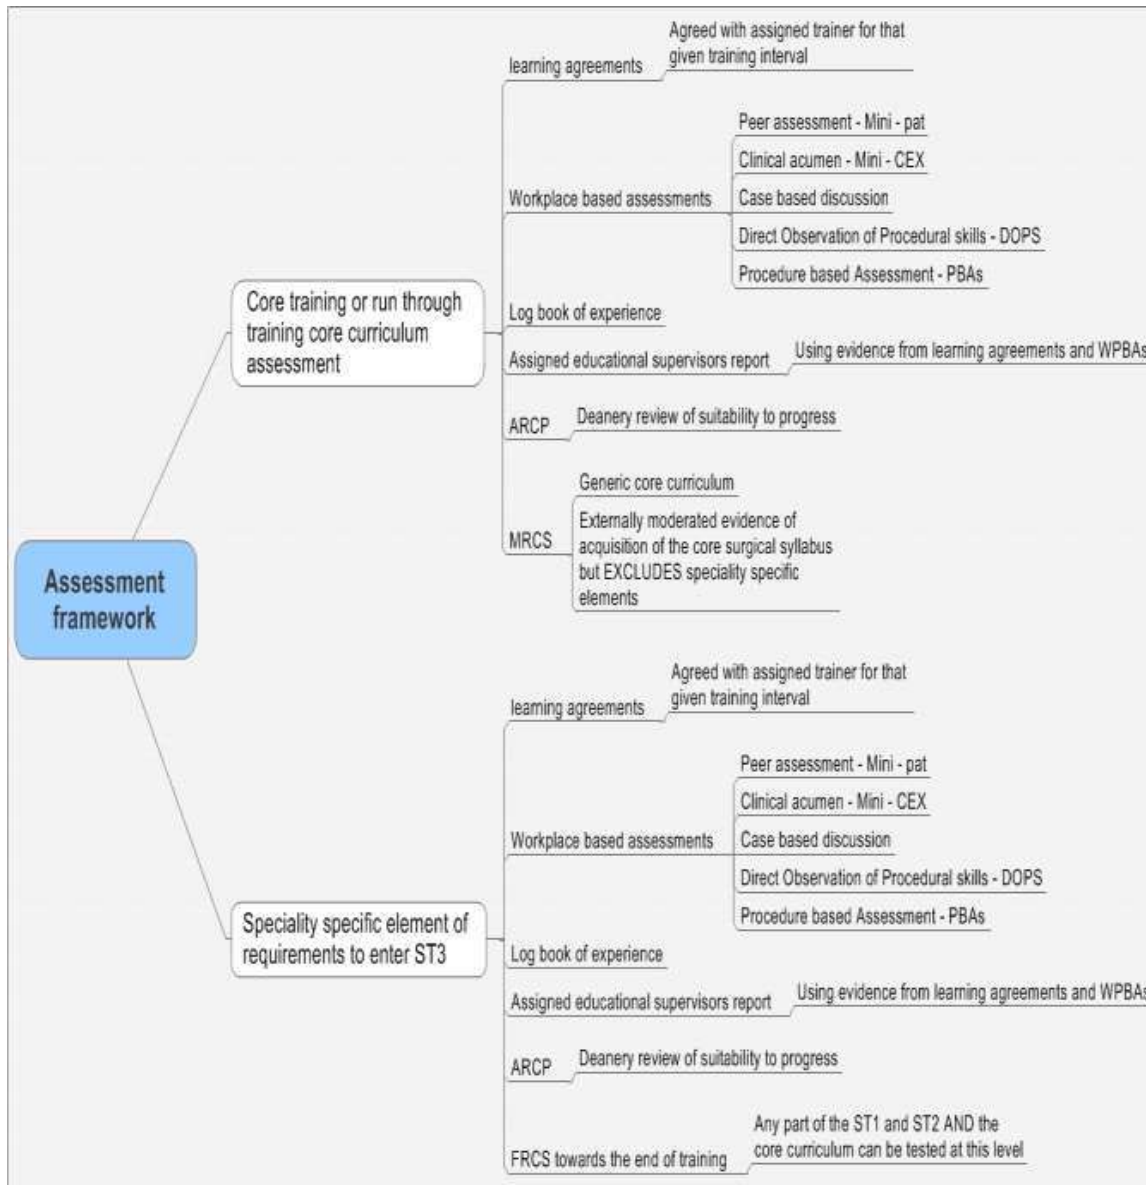 Assessment
framework
Core training or run through
training core curriculum
assessment
learning agreements
Agreed with assigned trainer for that
given training interval
Workplace based assessments
Peer assessment - Mini - pat
Clinical acumen - Mini - CEX
Case based discussion
Direct Observation of Procedural skills - DOPS
Procedure based Assessment - PBAs
Log book of experience
Assigned educational supervisors report
Using evidence from learning agreements and WPBAs
ARCP
Deanery review of suitability to progress
MRCS
Generic core curriculum
Externally moderated evidence of
acquisition of the core surgical syllabus
but EXCLUDES speciality specific
elements
Speciality specific element of
requirements to enter ST3
learning agreements
Agreed with assigned trainer for that
given training interval
Workplace based assessments
Peer assessment - Mini - pat
Clinical acumen - Mini - CEX
Case based discussion
Direct Observation of Procedural skills - DOPS
Procedure based Assessment - PBAs
Log book of experience
Assigned educational supervisors report
Using evidence from learning agreements and WPBAs
ARCP
Deanery review of suitability to progress
FRCS towards the end of training
Any part of the ST1 and ST2 AND the
core curriculum can be tested at this level